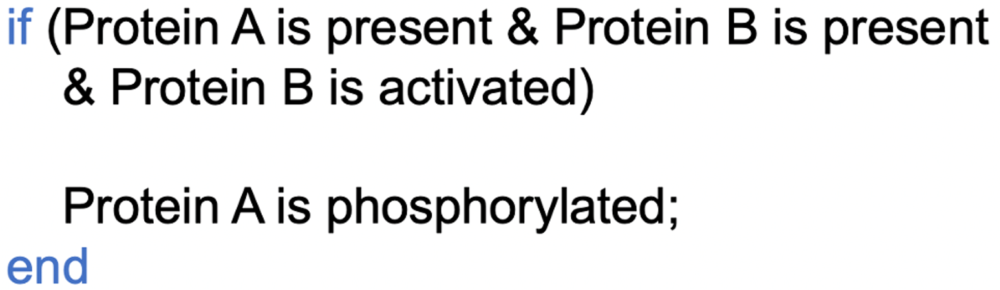 if (Protein A is present & Protein B is present
& Protein B is activated)
Protein A is phosphorylated;
end